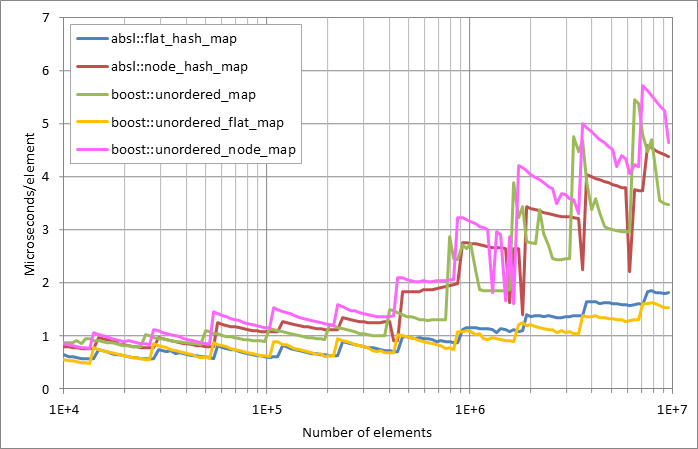 7
6
5
4
3
2
1
0
Microseconds/element
absl::flat_hash_map
absl::node_hash_map
boost::unordered_map
boost::unordered_flat_map
boost::unordered_node_map
1E+4
1E+5
1E+6
1E+7
Number of elements